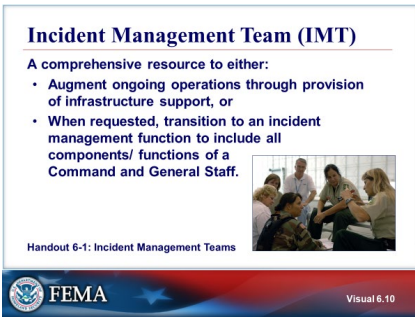 Incident Management Team (IMT)
A comprehensive resource to either:
• Augment ongoing operations through provision
of infrastructure support, or
• When requested, transition to an incident
management function to include all
components/ functions of a
Command and General Staff.
Handout 6-1: Incident Management Teams
FEMA
Visual 6.10